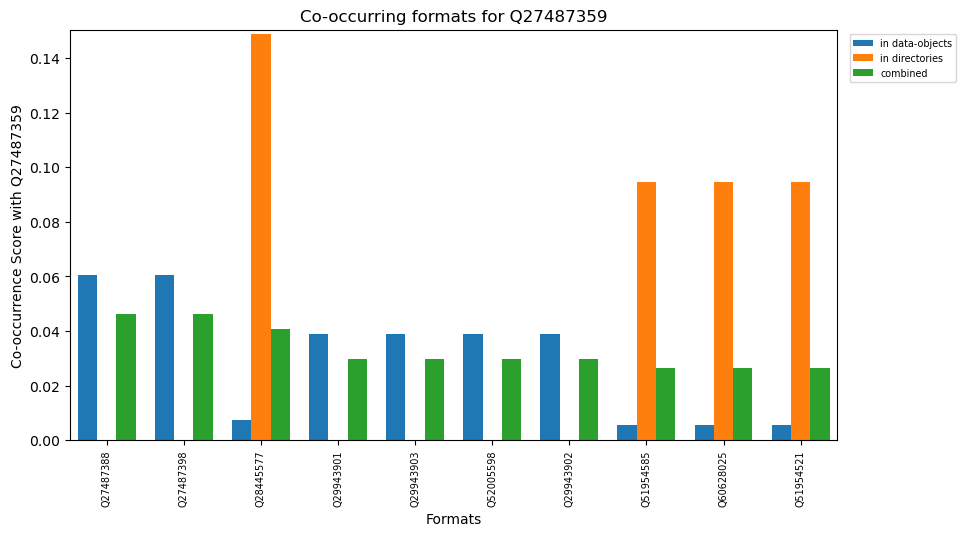 Co-occurring formats for Q27487359
in data-objects
in directories
combined
Co-occurrence Score with Q27487359
0.14
0.12
0.10
0.08
0.06
0.04
0.02
0.00
Q27487388
Q27487398
Q28445577
Q29943901
Q29943903
Q52005598
Q29943902
Q51954585
Q60628025
Q51954521
Formats